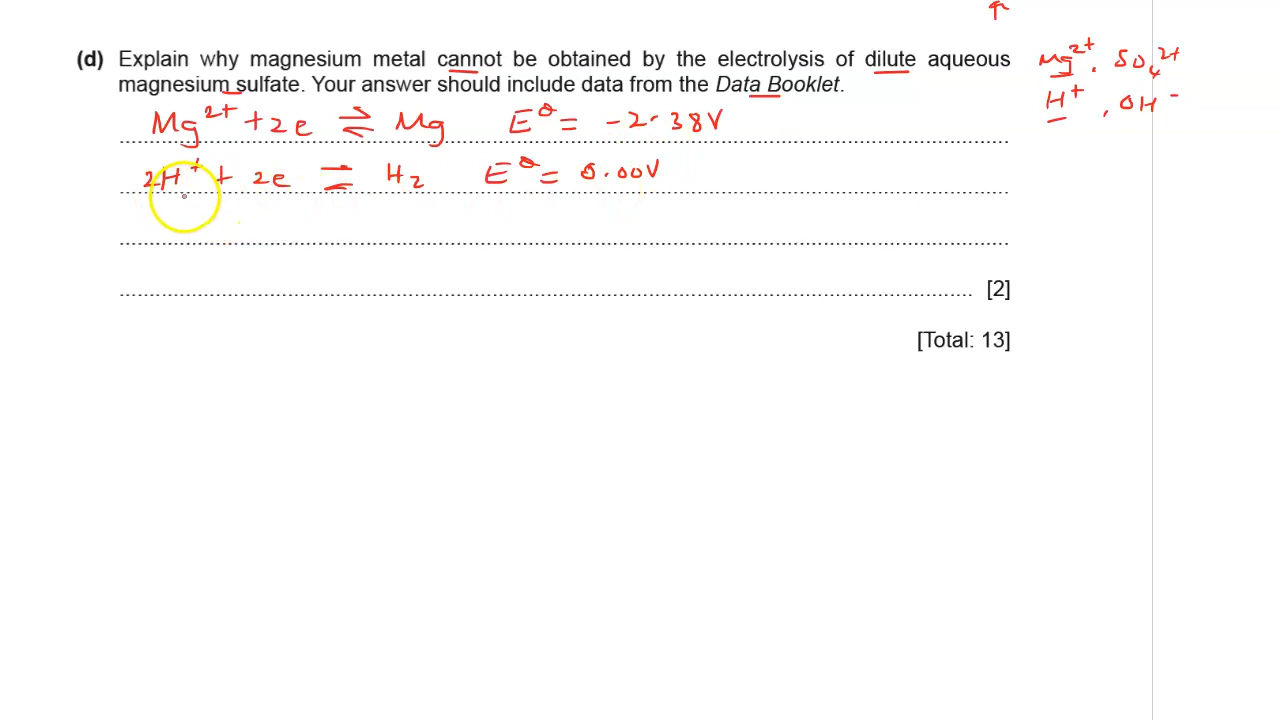 ↑
(d) Explain why magnesium metal cannot be obtained by the electrolysis of dilute aqueous
magnesium sulfate. Your answer should include data from the Data Booklet.
Mg²⁺ . SO₄²⁺
H⁺ , OH⁻
Mg²⁺ + 2e ⇌ Mg E⊖ = -2.38V
2H⁺ + 2e ⇌ H₂ E⊖ = 0.00V
[2]
[Total: 13]